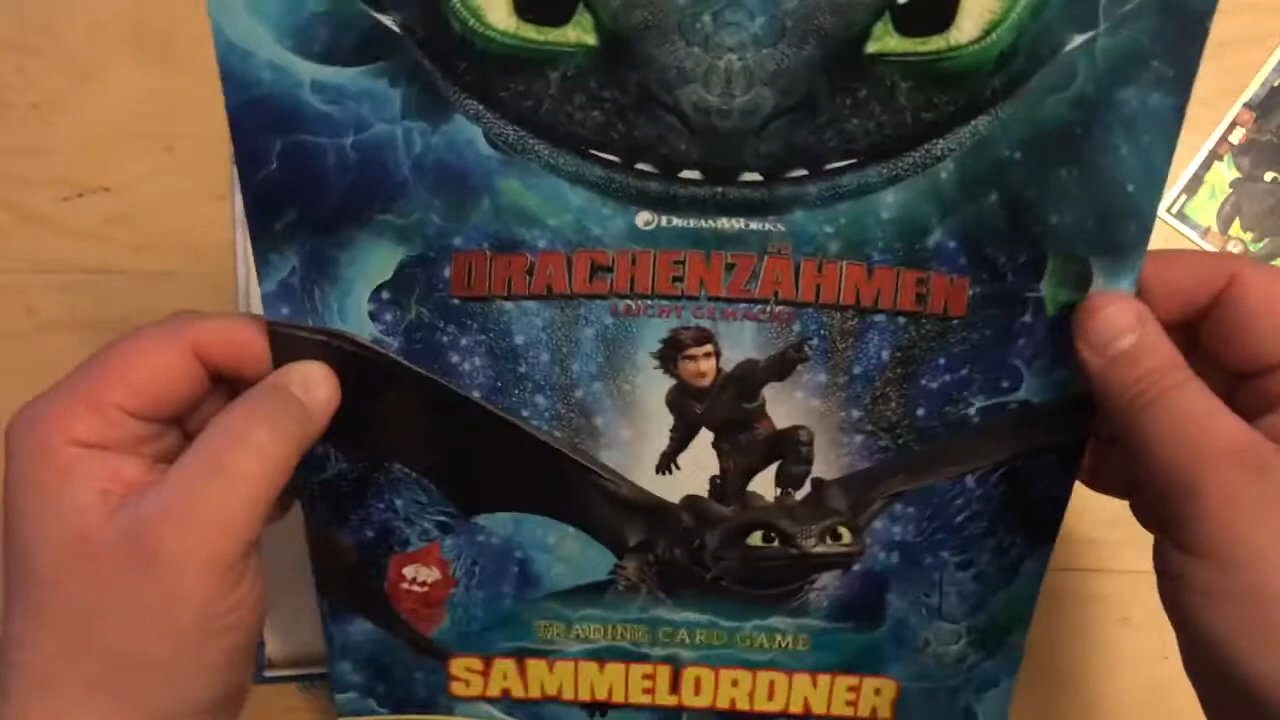 DREAMWORKS
DRACHENZÄHMEN
LEICHT GEMACHT
TRADING CARD GAME
SAMMELORDNER